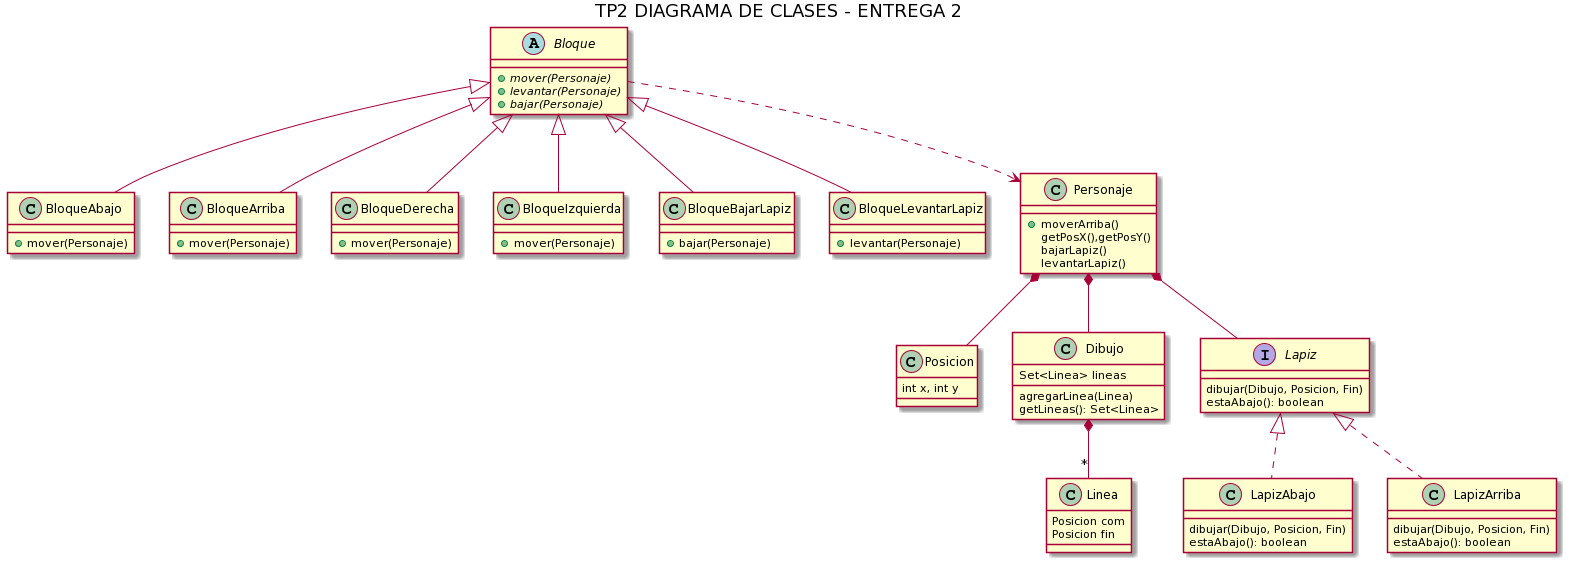 TP2 DIAGRAMA DE CLASES - ENTREGA 2
A Bloque
mover(Personaje)
levantar(Personaje)
bajar(Personaje)
C BloqueAbajo
mover(Personaje)
C BloqueArriba
mover(Personaje)
C BloqueDerecha
mover(Personaje)
C BloqueIzquierda
mover(Personaje)
C BloqueBajarLapiz
bajar(Personaje)
C BloqueLevantarLapiz
levantar(Personaje)
C Personaje
moverArriba()
getPosX(),getPosY()
bajarLapiz()
levantarLapiz()
C Posicion
int x, int y
C Dibujo
Set<Linea> lineas
agregarLinea(Linea)
getLineas(): Set<Linea>
I Lapiz
dibujar(Dibujo, Posicion, Fin)
estaAbajo(): boolean
*
C Linea
Posicion com
Posicion fin
C LapizAbajo
dibujar(Dibujo, Posicion, Fin)
estaAbajo(): boolean
C LapizArriba
dibujar(Dibujo, Posicion, Fin)
estaAbajo(): boolean